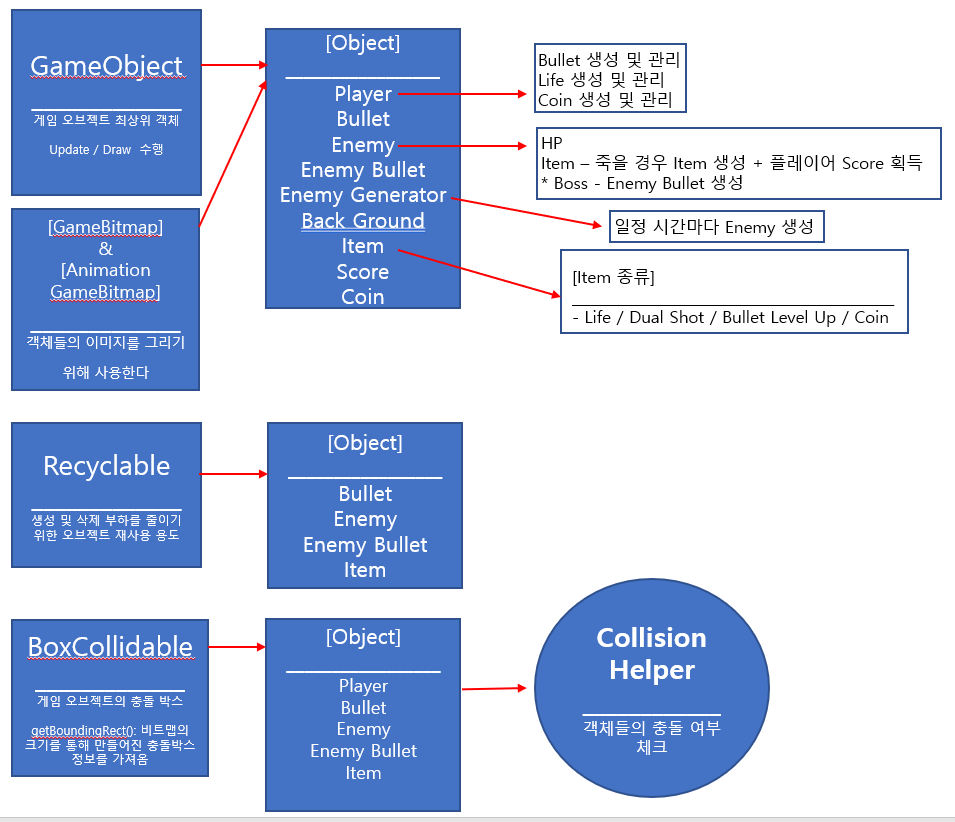 GameObject
게임 오브젝트 최상위 객체
Update / Draw 수행
[GameBitmap]
&
[Animation
GameBitmap]
객체들의 이미지를 그리기
위해 사용한다
[Object]
Player
Bullet
Enemy
Enemy Bullet
Enemy Generator
Back Ground
Item
Score
Coin
Bullet 생성 및 관리
Life 생성 및 관리
Coin 생성 및 관리
HP
Item – 죽을 경우 Item 생성 + 플레이어 Score 획득
* Boss - Enemy Bullet 생성
일정 시간마다 Enemy 생성
[Item 종류]
- Life / Dual Shot / Bullet Level Up / Coin
Recyclable
생성 및 삭제 부하를 줄이기
위한 오브젝트 재사용 용도
[Object]
Bullet
Enemy
Enemy Bullet
Item
BoxCollidable
게임 오브젝트의 충돌 박스
getBoundingRect(): 비트맵의
크기를 통해 만들어진 충돌박스
정보를 가져옴
[Object]
Player
Bullet
Enemy
Enemy Bullet
Item
Collision
Helper
객체들의 충돌 여부
체크